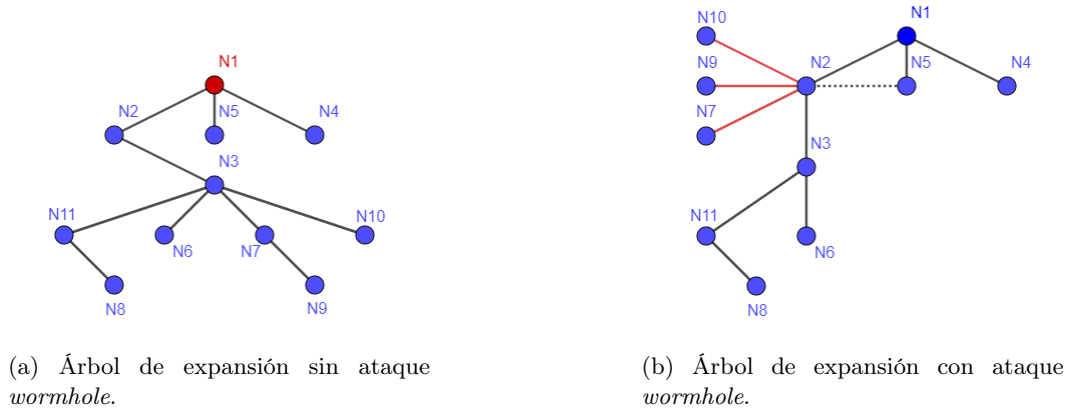 N1
N2
N5
N4
N3
N11
N10
N6
N7
N8
N9
(a) Árbol de expansión sin ataque
wormhole.
N10
N1
N9
N2
N5
N4
N7
N3
N11
N6
N8
(b) Árbol de expansión con ataque
wormhole.